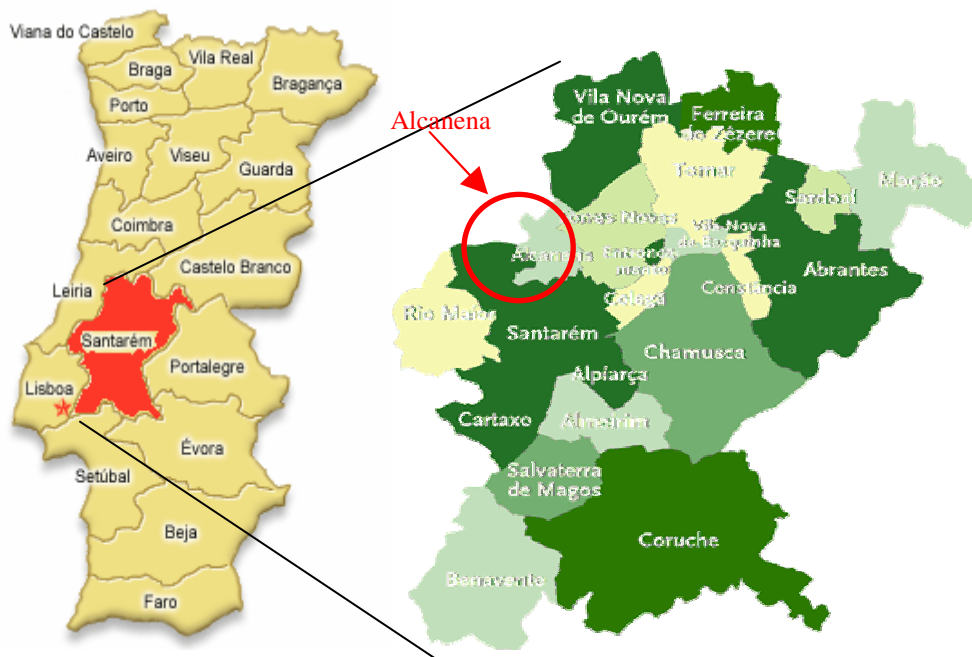 Viana do Castelo
Braga
Vila Real
Bragança
Porto
Aveiro
Viseu
Guarda
Coimbra
Castelo Branco
Leiria
Santarém
Portalegre
Lisboa
Évora
Setúbal
Beja
Faro
Alcanena
Vila Nova
de Ourém
Ferreira
do Zêzere
Tomar
Mação
Sardoal
Torres Novas
Vila Nova
da Barquinha
Alcanena
Entroncamento
Abrantes
Constância
Golegã
Rio Maior
Santarém
Chamusca
Alpiarça
Cartaxo
Almeirim
Salvaterra
de Magos
Coruche
Benavente